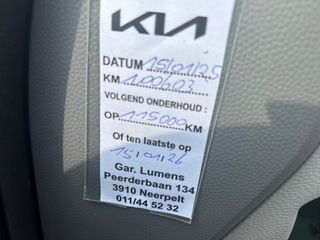 KIA
DATUM 15/01/25
KM 100603
VOLGEND ONDERHOUD :
OP 115000 KM
Of ten laatste op
15/01/26
Gar. Lumens
Peerderbaan 134
3910 Neerpelt
011/44 52 32